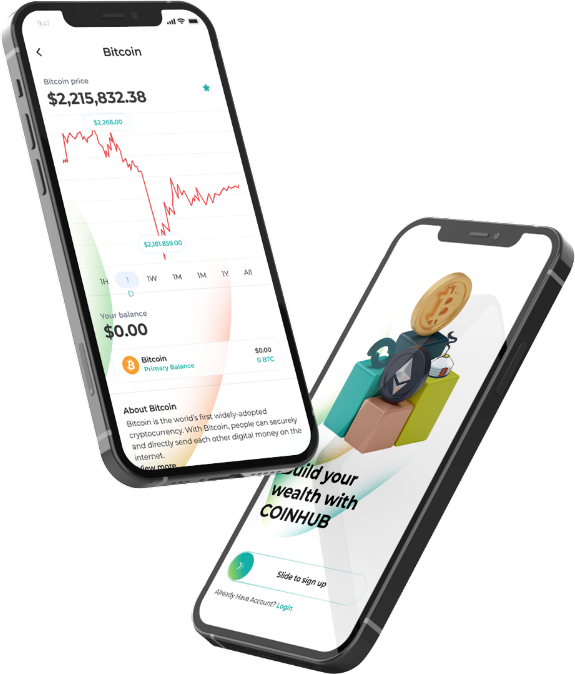 9:41
Bitcoin
Bitcoin price
$2,215,832.38
$2,268.00
$2,181,859.00
1H
1
D
1W
1M
1M
1Y
All
Your balance
$0.00
Bitcoin
$0.00
Primary Balance
0 BTC
About Bitcoin
Bitcoin is the world's first widely-adopted
cryptocurrency. With Bitcoin, people can securely
and directly send each other digital money on the
internet.
View more
Build your
wealth with
COINHUB
Slide to sign up
Already Have Account? Login